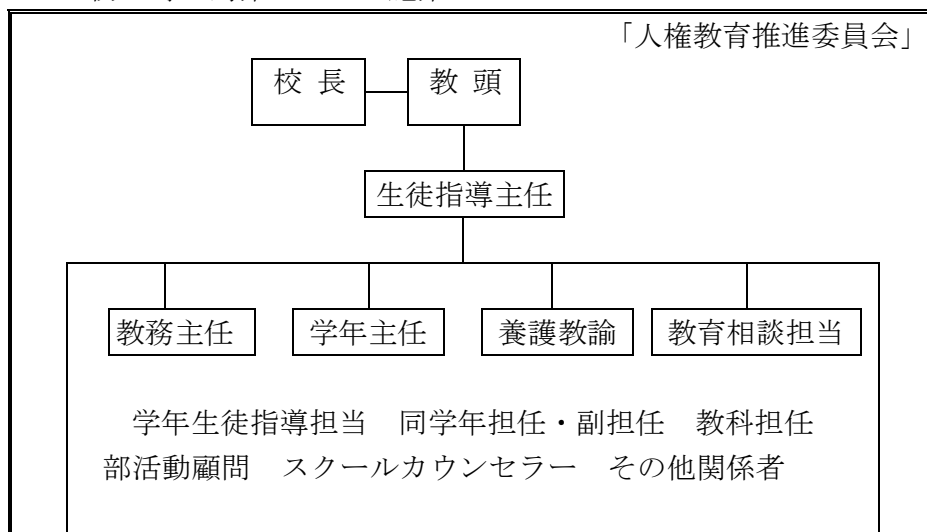 「人権教育推進委員会」
校 長 教 頭
生徒指導主任
教務主任 学年主任 養護教諭 教育相談担当
学年生徒指導担当 同学年担任・副担任 教科担任
部活動顧問 スクールカウンセラー その他関係者